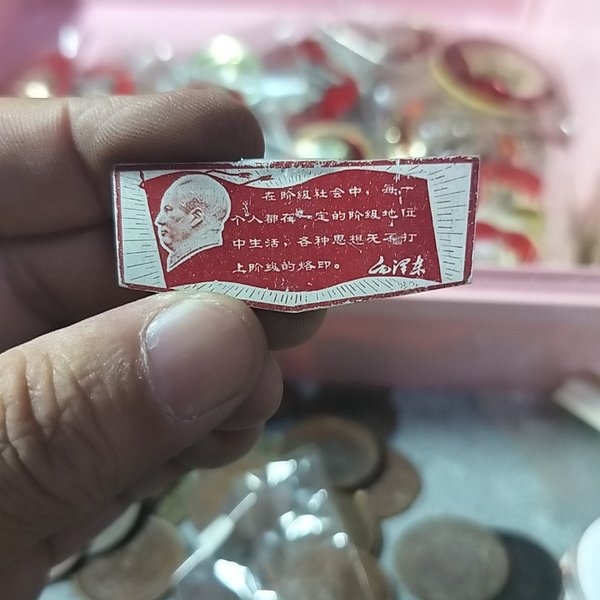 在阶级社会中，每一
个人都在一定的阶级地位
中生活，各种思想无不打
上阶级的烙印。
毛泽东